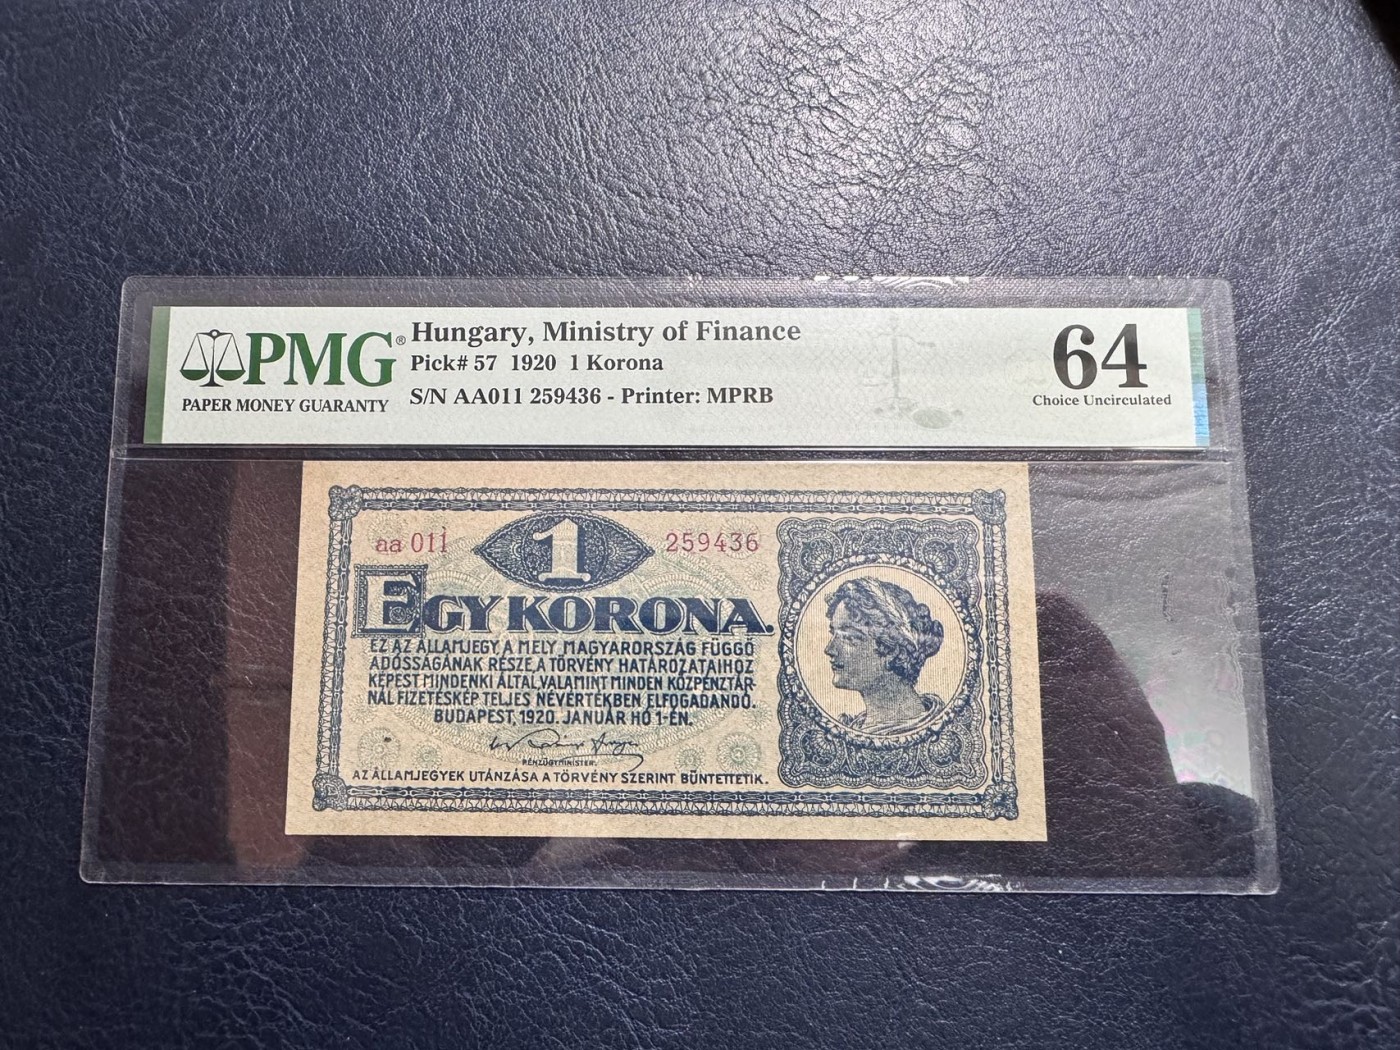 PMG®
PAPER MONEY GUARANTY
Hungary, Ministry of Finance
Pick# 57 1920 1 Korona
S/N AA011 259436 - Printer: MPRB
64
Choice Uncirculated
aa 011
1
259436
EGY KORONA.
EZ AZ ÁLLAMJEGY A MELY MAGYARORSZÁG FÜGGŐ
ADÓSSÁGÁNAK RÉSZE, A TÖRVÉNY HATÁROZATAIHOZ
KÉPEST MINDENKI ÁLTAL, VALAMINT MINDEN KÖZPÉNZTÁR-
NÁL FIZETÉSKÉP TELJES NÉVÉRTÉKBEN ELFOGADANDÓ.
BUDAPEST, 1920. JANUÁR HÓ 1-ÉN.
PÉNZÜGYMINISTER.
AZ ÁLLAMJEGYEK UTÁNZÁSA A TÖRVÉNY SZERINT BÜNTETTETIK.